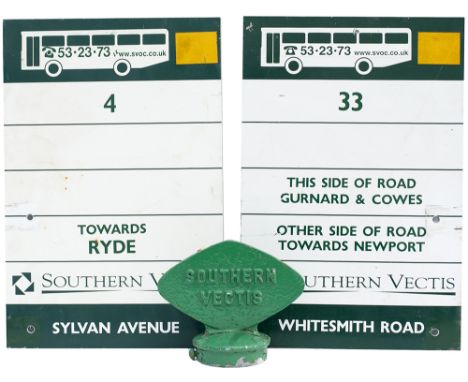 53·23·73 www.svoc.co.uk
4
TOWARDS
RYDE
SOUTHERN V
SYLVAN AVENUE
53·23·73 www.svoc.co.uk
33
THIS SIDE OF ROAD
GURNARD & COWES
OTHER SIDE OF ROAD
TOWARDS NEWPORT
OUTHERN VECTIS
WHITESMITH ROAD
SOUTHERN
VECTIS